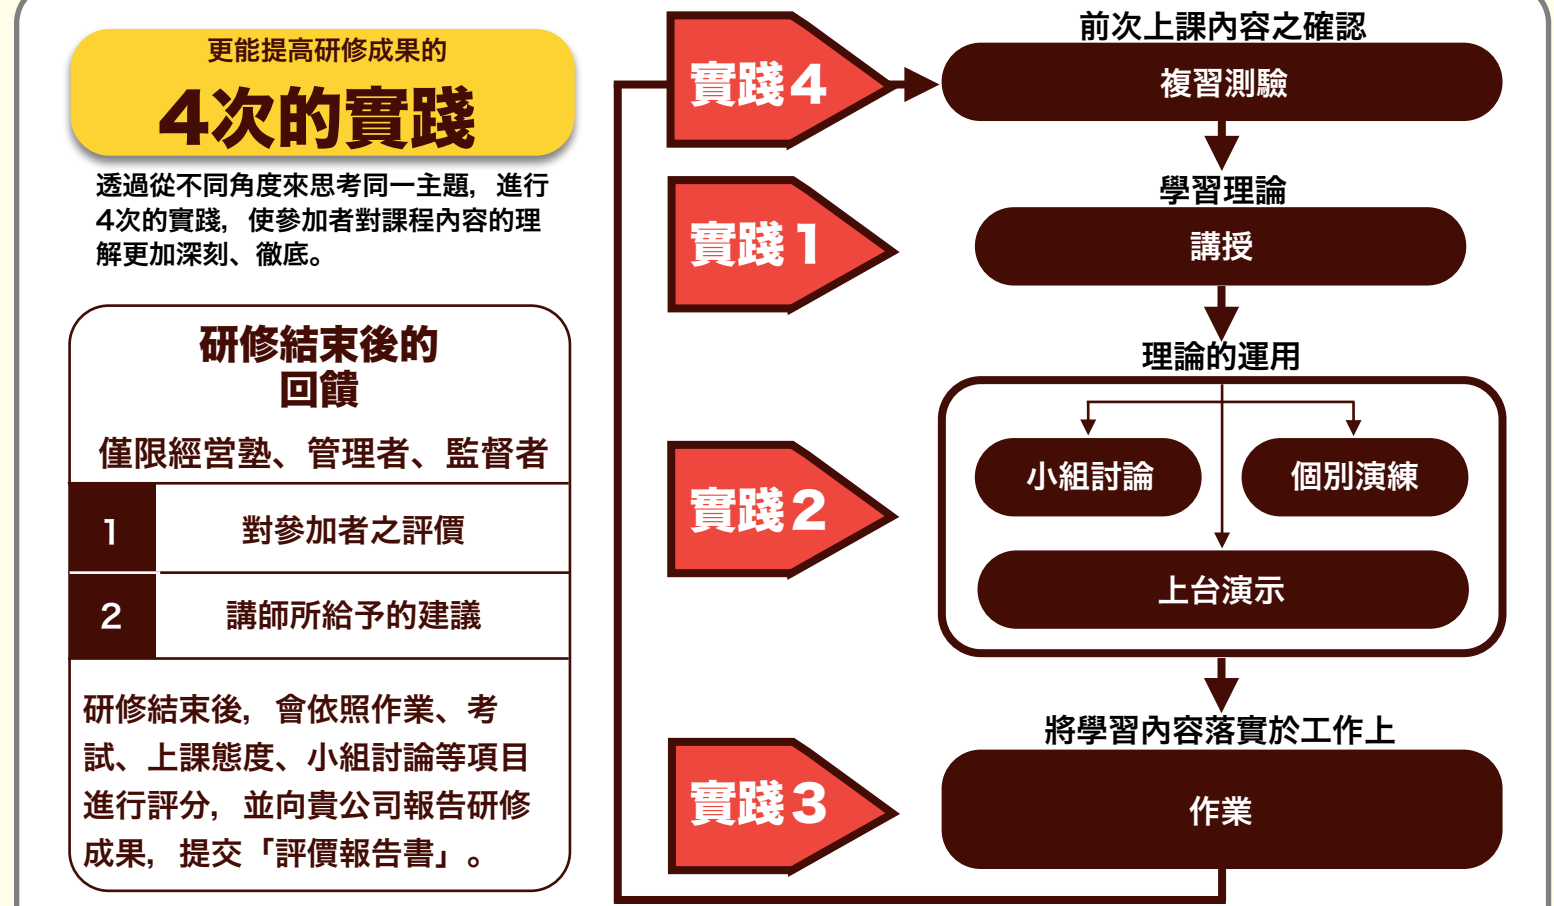 更能提高研修成果的
4次的實踐
透過從不同角度來思考同一主題，進行
4次的實踐，使參加者對課程內容的理
解更加深刻、徹底。
研修結束後的
回饋
僅限經営塾、管理者、監督者
1 對參加者之評價
2 講師所給予的建議
研修結束後，會依照作業、考
試、上課態度、小組討論等項目
進行評分，並向貴公司報告研修
成果，提交「評價報告書」。
實踐4
前次上課內容之確認
複習測驗
實踐1
學習理論
講授
理論的運用
實踐2
小組討論
個別演練
上台演示
將學習內容落實於工作上
實踐3
作業